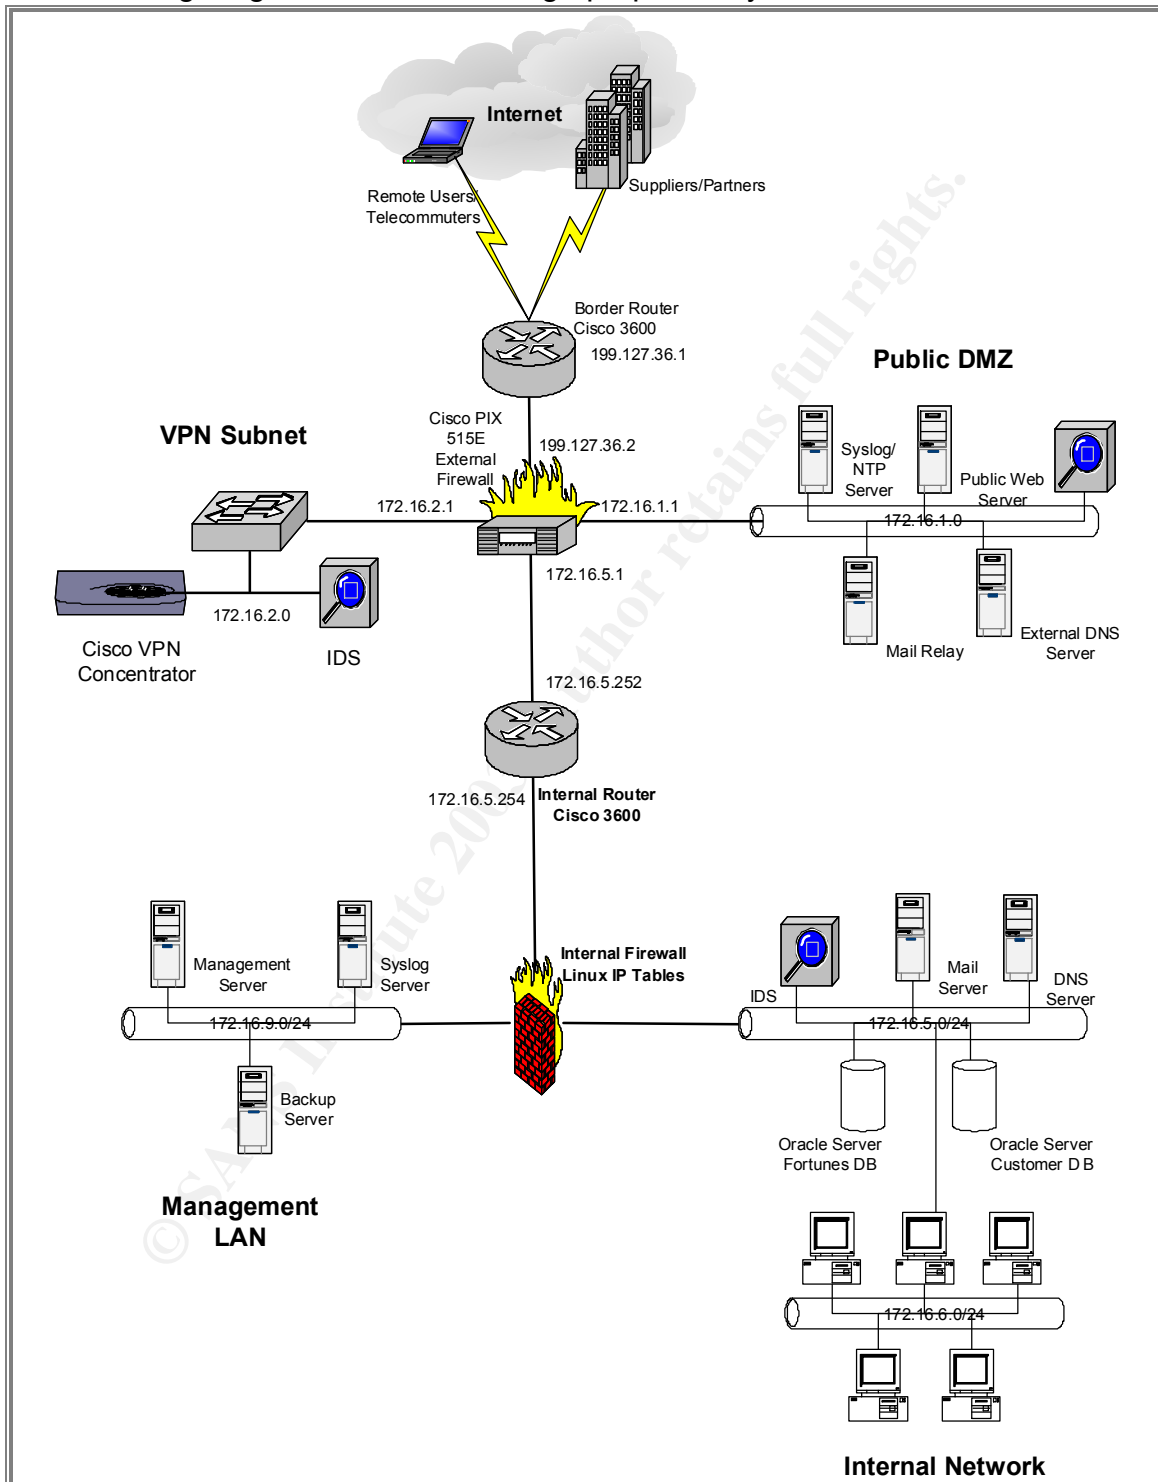 Internet
Remote Users/
Telecommuters
Suppliers/Partners
Border Router
Cisco 3600
199.127.36.1
Public DMZ
VPN Subnet
Cisco PIX
515E
External
Firewall
199.127.36.2
Syslog/
NTP
Server
Public Web
Server
172.16.2.1
172.16.1.1
172.16.1.0
172.16.5.1
172.16.2.0
Cisco VPN
Concentrator
IDS
Mail Relay
External DNS
Server
172.16.5.252
172.16.5.254
Internal Router
Cisco 3600
Management
Server
Syslog
Server
Internal Firewall
Linux IP Tables
IDS
Mail
Server
DNS
Server
172.16.9.0/24
172.16.5.0/24
Backup
Server
Oracle Server
Fortunes DB
Oracle Server
Customer DB
Management
LAN
172.16.6.0/24
Internal Network